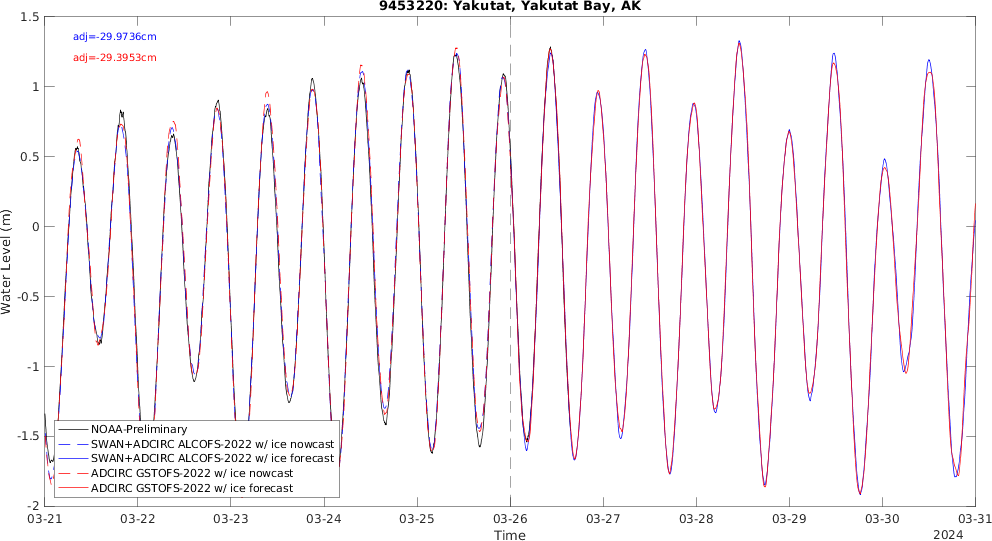 9453220: Yakutat, Yakutat Bay, AK
adj=-29.9736cm
adj=-29.3953cm
Water Level (m)
1.5
1
0.5
0
-0.5
-1
-1.5
-2
NOAA-Preliminary
SWAN+ADCIRC ALCOFS-2022 w/ ice nowcast
SWAN+ADCIRC ALCOFS-2022 w/ ice forecast
ADCIRC GSTOFS-2022 w/ ice nowcast
ADCIRC GSTOFS-2022 w/ ice forecast
03-21 03-22 03-23 03-24 03-25 03-26 03-27 03-28 03-29 03-30 03-31
Time
2024